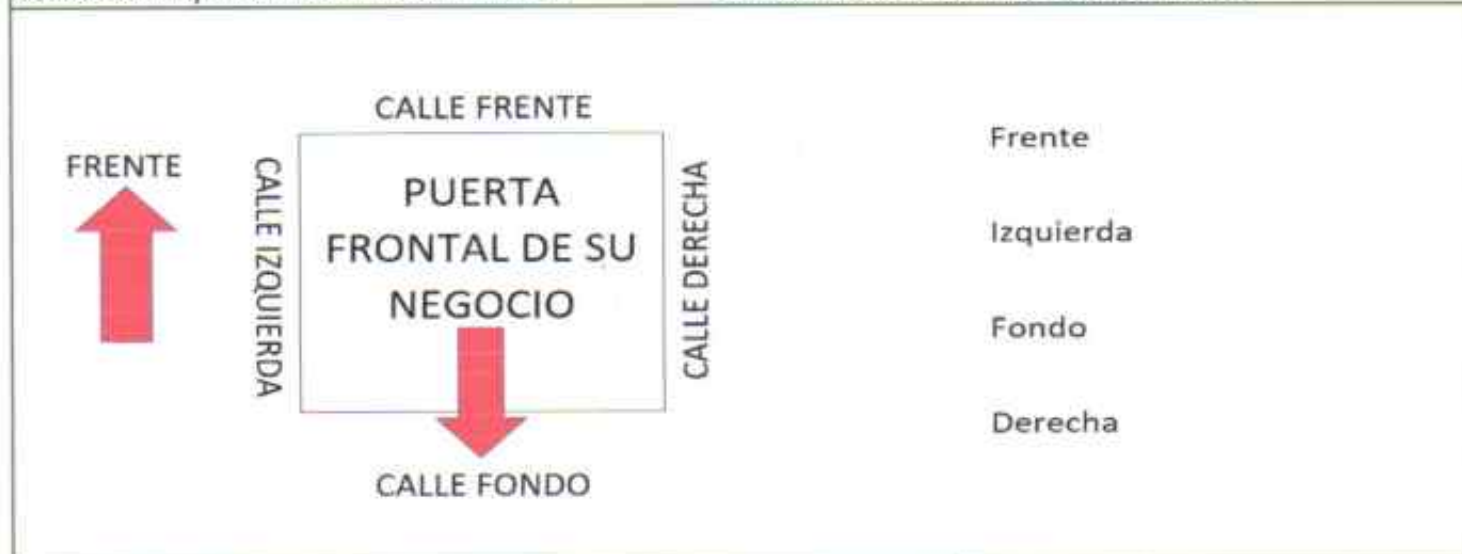 CALLE FRENTE
FRENTE
CALLE IZQUIERDA
PUERTA
FRONTAL DE SU
NEGOCIO
CALLE DERECHA
CALLE FONDO
Frente
Izquierda
Fondo
Derecha